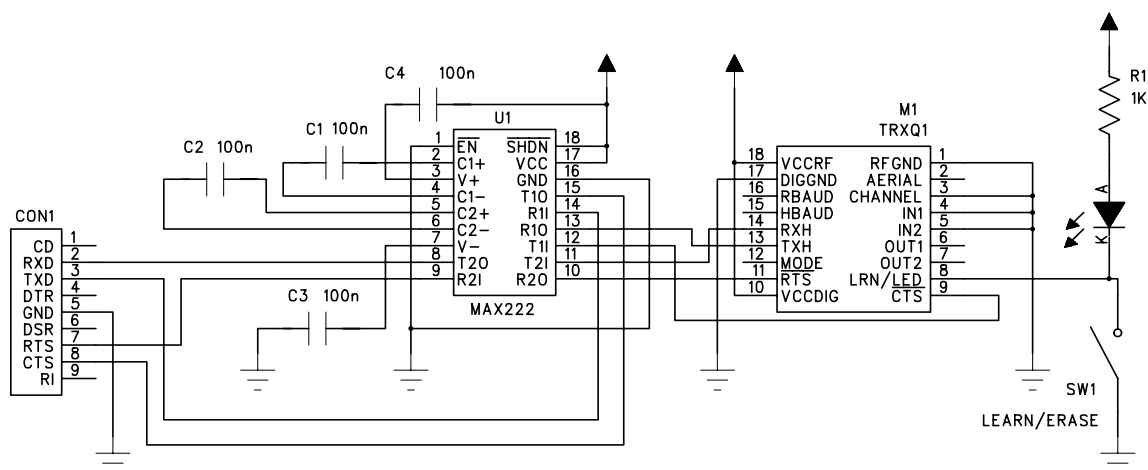 C4 100n
C1 100n
C2 100n
C3 100n
U1
1 EN SHDN 18
2 C1+ VCC 17
3 V+ GND 16
4 C1- T1O 15
5 C2+ R1I 14
6 C2- R1O 13
7 V- T1I 12
8 T2O T2I 11
9 R2I R2O 10
MAX222
CON1
CD 1
RXD 2
TXD 3
DTR 4
GND 5
DSR 6
RTS 7
CTS 8
RI 9
M1
TRXQ1
18 VCCRF RFGND 1
17 DIGGND AERIAL 2
16 RBAUD CHANNEL 3
15 HBAUD IN1 4
14 RXH IN2 5
13 TXH OUT1 6
12 MODE OUT2 7
11 RTS LRN/LED 8
10 VCCDIG CTS 9
R1
1K
A
K
SW1
LEARN/ERASE